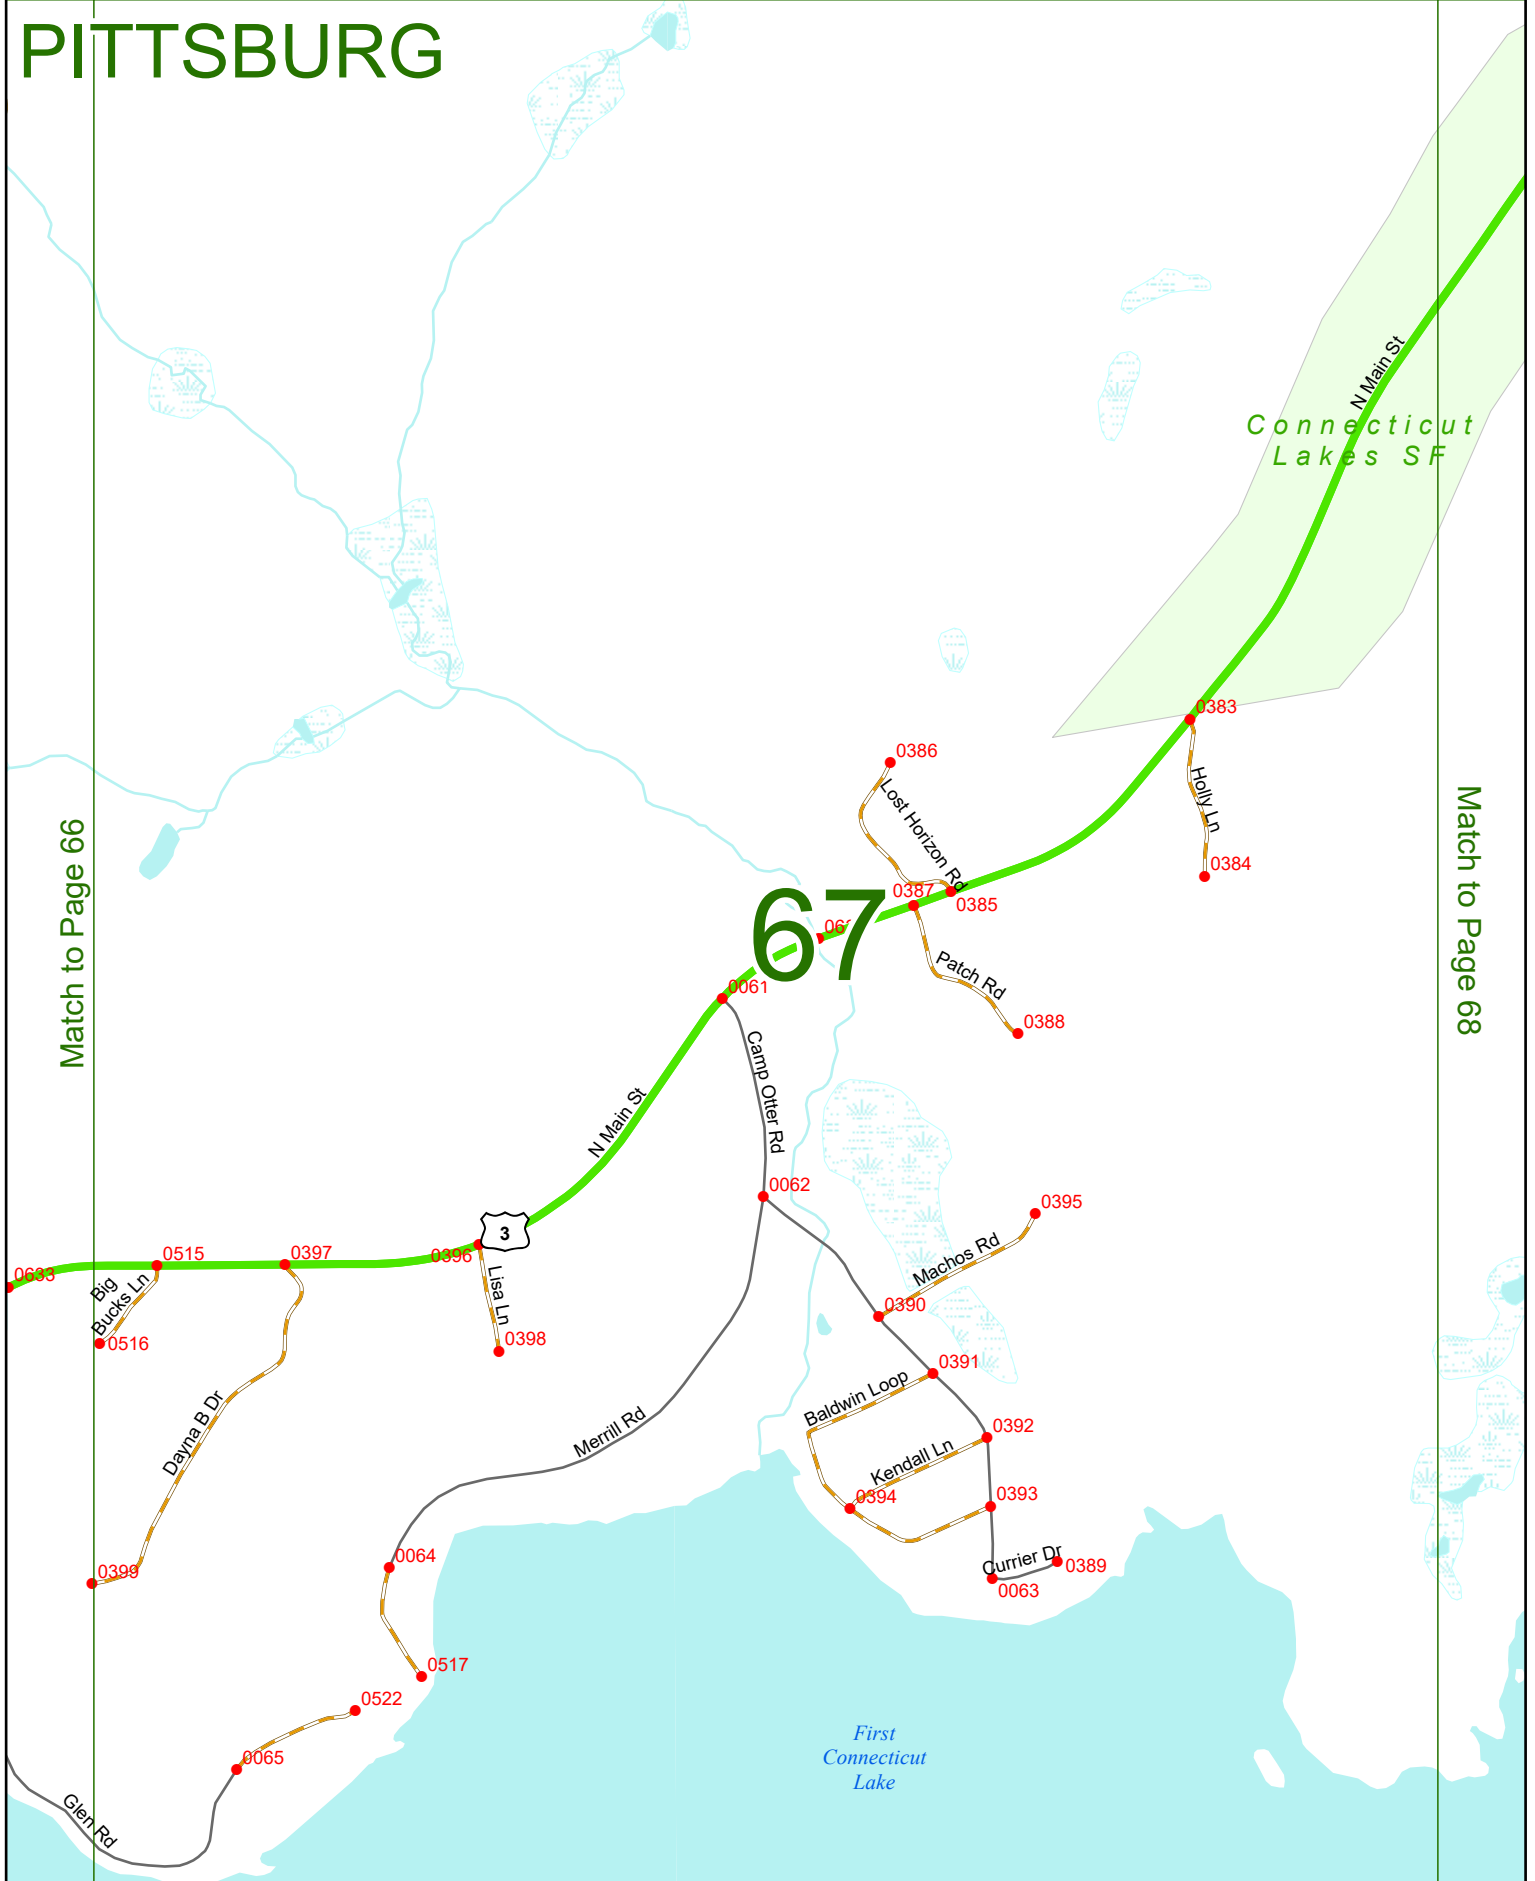 PITTSBURG
N Main St
Connecticut
Lakes SF
0383
0386
Holly Ln
Lost Horizon Rd
Match to Page 66
Match to Page 68
0384
0387
0385
67
Patch Rd
0061
0388
Camp Otter Rd
N Main St
0062
0395
3
Machos Rd
0515
0397
0396
0633
Big
Bucks Ln
Lisa Ln
0390
0516
0398
0391
Baldwin Loop
Dayna B Dr
Merrill Rd
0392
Kendall Ln
0394
0393
0064
Currier Dr
0399
0389
0063
0517
0522
First
Connecticut
Lake
0065
Glen Rd